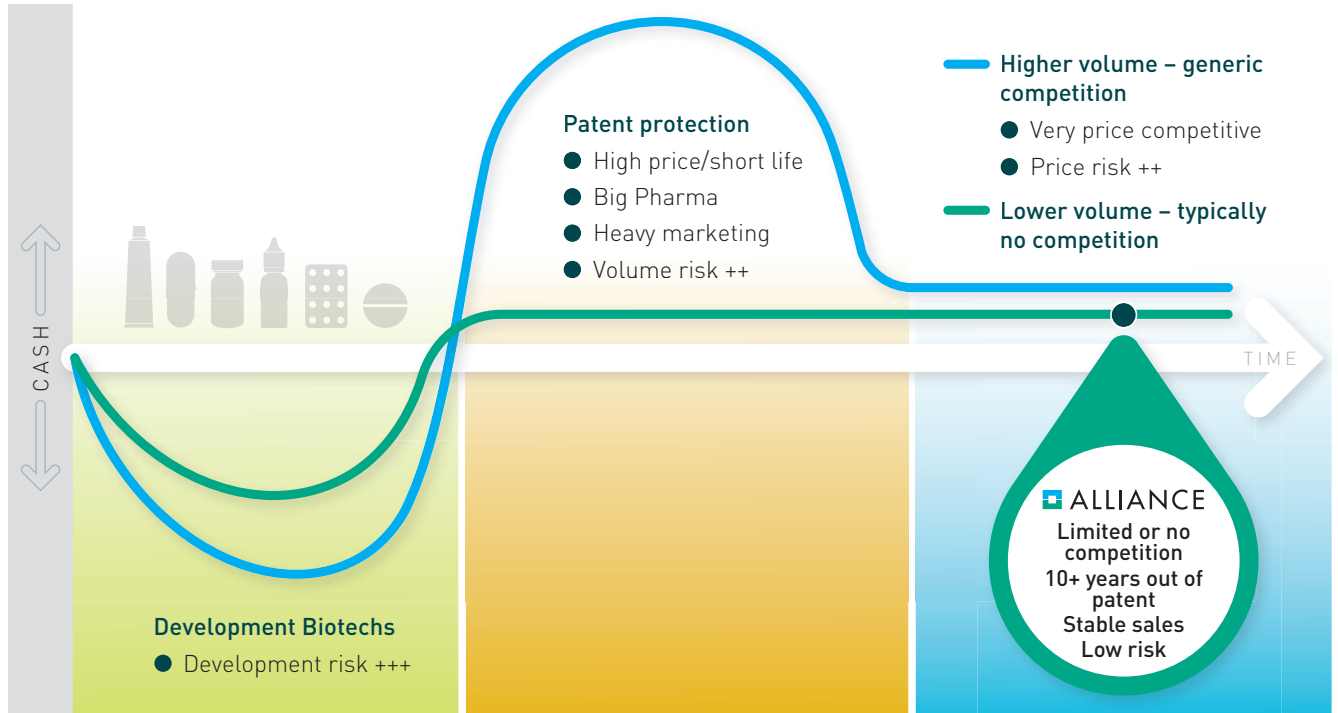 CASH
Development Biotechs
Development risk +++
Patent protection
High price/short life
Big Pharma
Heavy marketing
Volume risk ++
Higher volume – generic
competition
Very price competitive
Price risk ++
Lower volume – typically
no competition
TIME
ALLIANCE
Limited or no
competition
10+ years out of
patent
Stable sales
Low risk